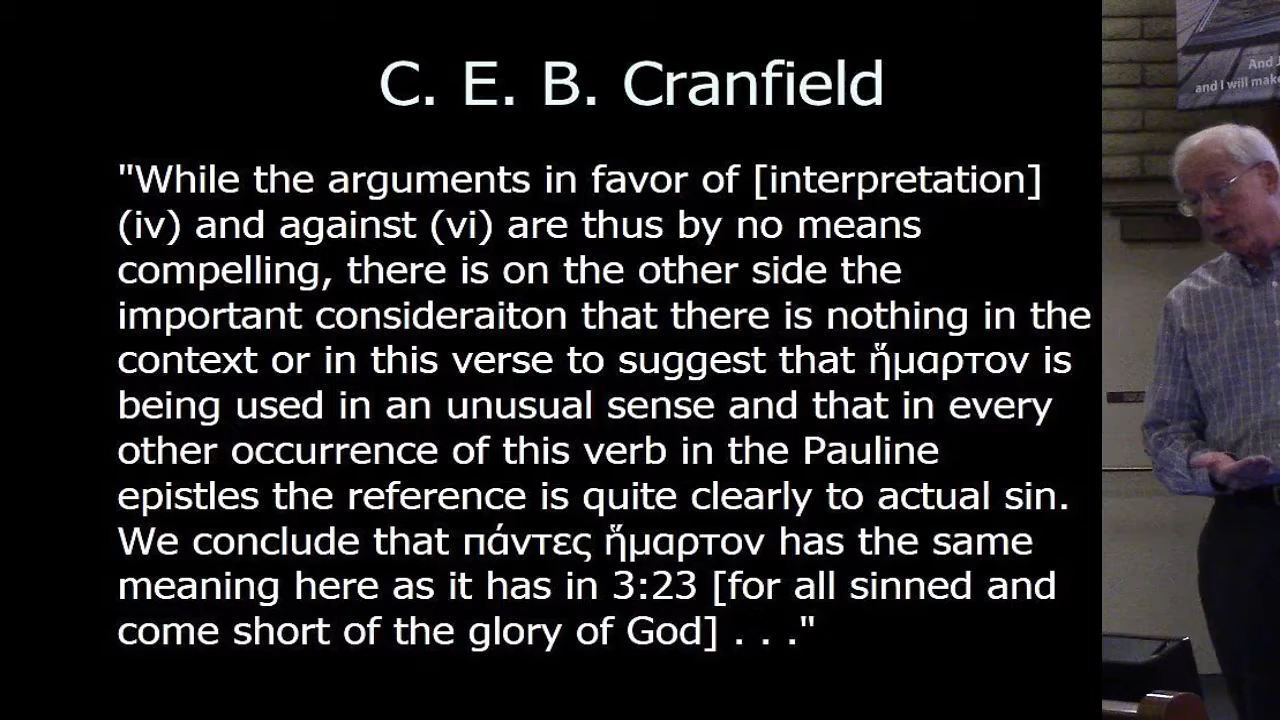 C. E. B. Cranfield
"While the arguments in favor of [interpretation]
(iv) and against (vi) are thus by no means
compelling, there is on the other side the
important consideraiton that there is nothing in the
context or in this verse to suggest that ἥμαρτον is
being used in an unusual sense and that in every
other occurrence of this verb in the Pauline
epistles the reference is quite clearly to actual sin.
We conclude that πάντες ἥμαρτον has the same
meaning here as it has in 3:23 [for all sinned and
come short of the glory of God] . . ."
And J
and I will make